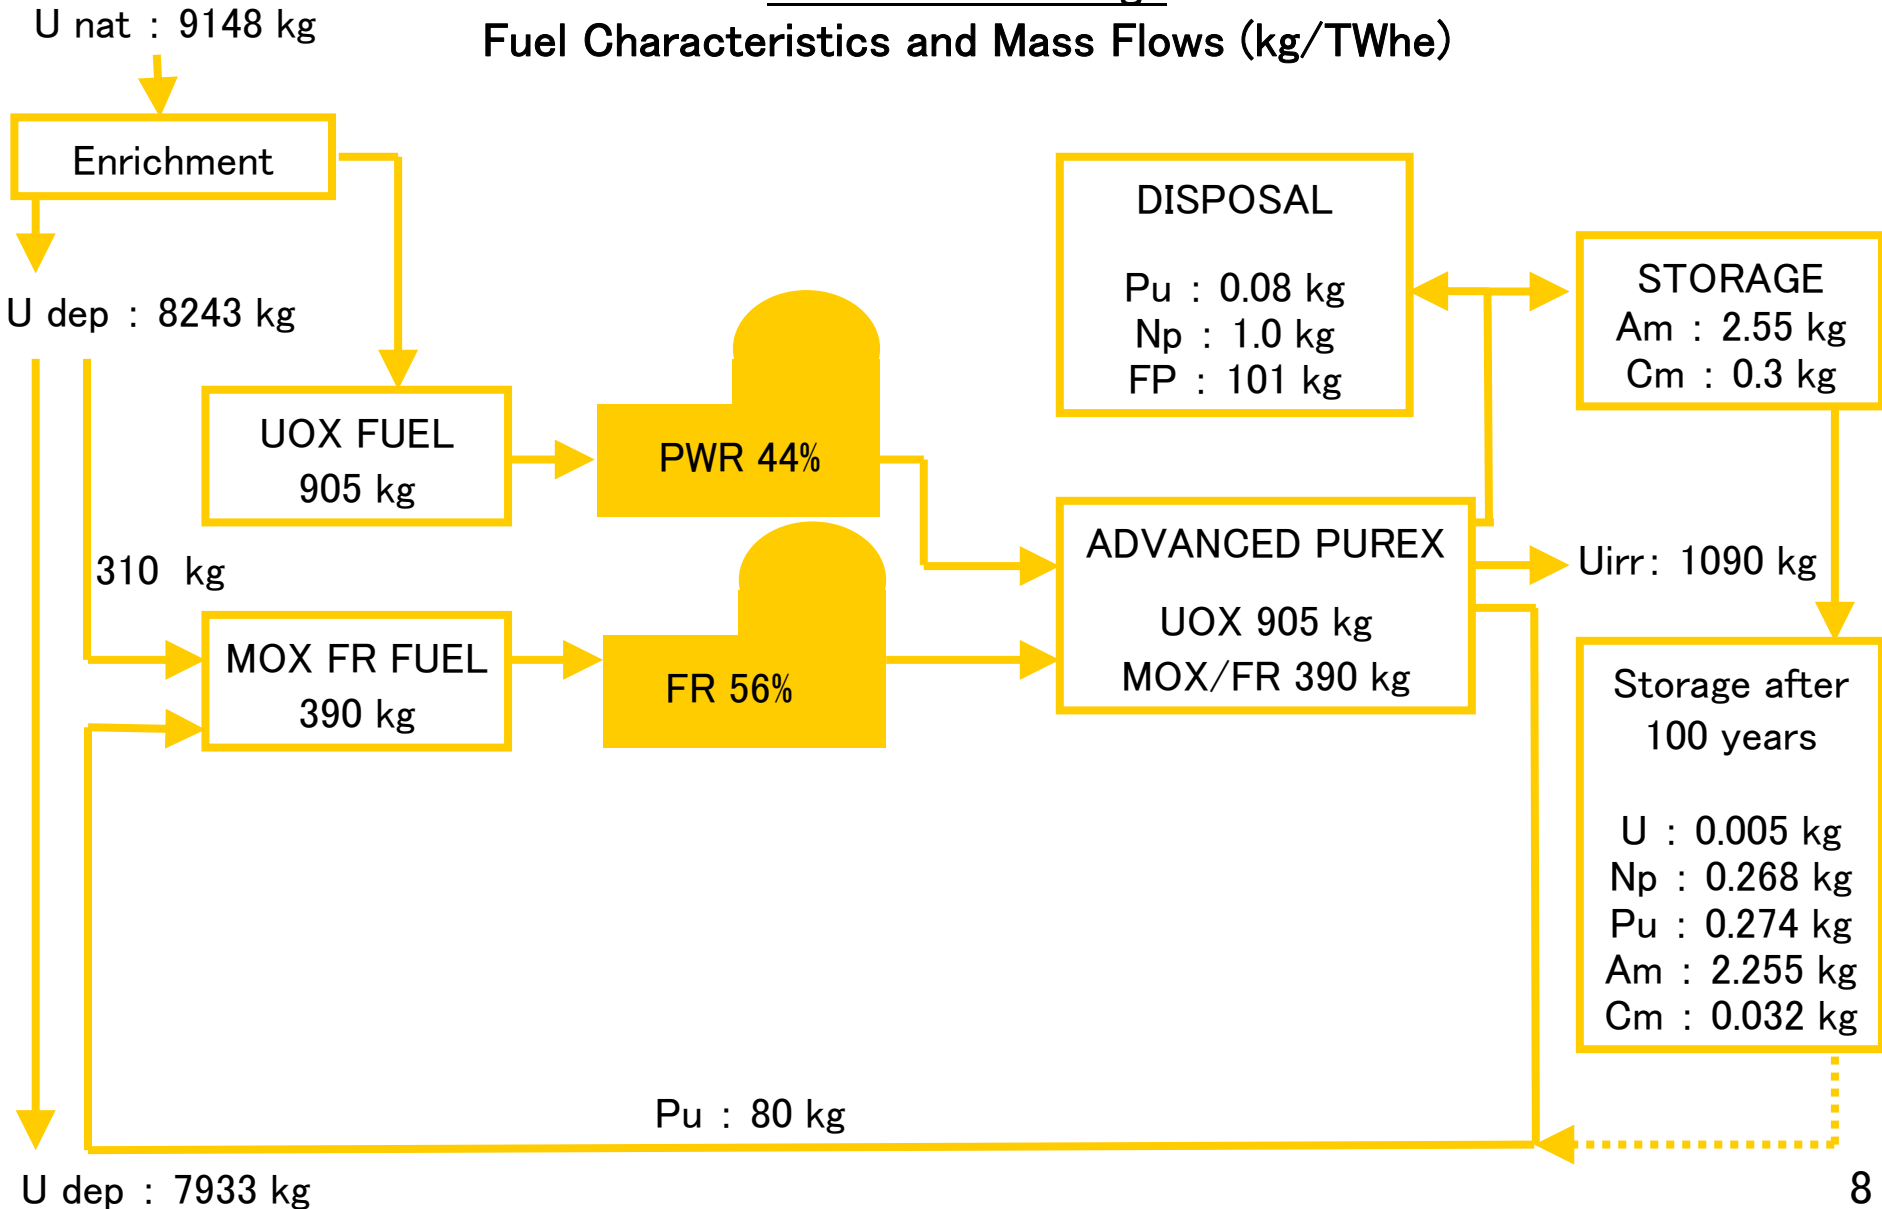 U nat : 9148 kg
Fuel Characteristics and Mass Flows (kg/TWhe)
Enrichment
U dep : 8243 kg
UOX FUEL
905 kg
PWR 44%
310 kg
MOX FR FUEL
390 kg
FR 56%
DISPOSAL
Pu : 0.08 kg
Np : 1.0 kg
FP : 101 kg
STORAGE
Am : 2.55 kg
Cm : 0.3 kg
ADVANCED PUREX
UOX 905 kg
MOX/FR 390 kg
Uirr: 1090 kg
Storage after
100 years
U : 0.005 kg
Np : 0.268 kg
Pu : 0.274 kg
Am : 2.255 kg
Cm : 0.032 kg
Pu : 80 kg
U dep : 7933 kg
8